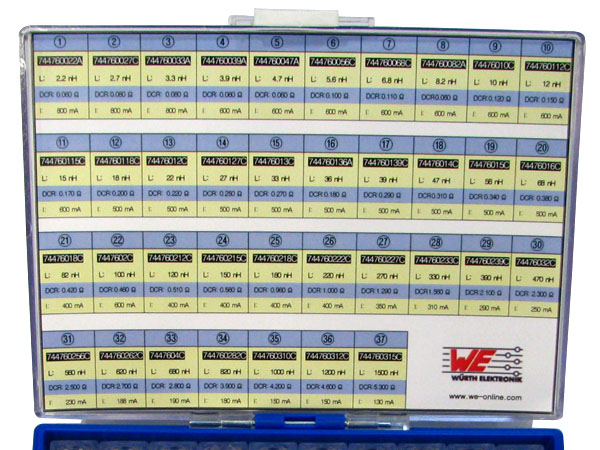 ① ② ③ ④ ⑤ ⑥ ⑦ ⑧ ⑨ ⑩
744760022A 744760027C 744760033A 744760039A 744760047A 744760056C 744760068C 744760082A 74476010C 744760112C
L: 2.2 nH L: 2.7 nH L: 3.3 nH L: 3.9 nH L: 4.7 nH L: 5.6 nH L: 6.8 nH L: 8.2 nH L: 10 nH L: 12 nH
DCR: 0.060 Ω DCR: 0.080 Ω DCR: 0.080 Ω DCR: 0.080 Ω DCR: 0.060 Ω DCR: 0.100 Ω DCR: 0.110 Ω DCR:0.060 Ω DCR: 0.120 Ω DCR: 0.150 Ω
I: 800 mA I: 800 mA I: 800 mA I: 800 mA I: 800 mA I: 600 mA I: 600 mA I: 800 mA I: 600 mA I: 600 mA
⑪ ⑫ ⑬ ⑭ ⑮ ⑯ ⑰ ⑱ ⑲ ⑳
744760115C 744760118C 74476012C 744760127C 74476013C 744760136A 744760139C 74476014C 74476015C 74476016C
L: 15 nH L: 18 nH L: 22 nH L: 27 nH L: 33 nH L: 36 nH L: 39 nH L: 47 nH L: 56 nH L: 68 nH
DCR: 0.170 Ω DCR: 0.200 Ω DCR: 0.220 Ω DCR: 0.250 Ω DCR: 0.270 Ω DCR: 0.180 Ω DCR: 0.290 Ω DCR:0.310 Ω DCR: 0.340 Ω DCR: 0.380 Ω
I: 600 mA I: 500 mA I: 500 mA I: 500 mA I: 500 mA I: 500 mA I: 500 mA I: 500 mA I: 500 mA I: 500 mA
㉑ ㉒ ㉓ ㉔ ㉕ ㉖ ㉗ ㉘ ㉙ ㉚
74476018C 7447602C 744760212C 744760215C 744760218C 744760222C 744760227C 744760233C 744760239C 74476032C
L: 82 nH L: 100 nH L: 120 nH L: 150 nH L: 180 nH L: 220 nH L: 270 nH L: 330 nH L: 390 nH L: 470 nH
DCR: 0.420 Ω DCR: 0.460 Ω DCR: 0.510 Ω DCR: 0.560 Ω DCR: 0.960 Ω DCR: 1.000 Ω DCR: 1.290 Ω DCR:1.560 Ω DCR: 2.100 Ω DCR: 2.300 Ω
I: 400 mA I: 600 mA I: 400 mA I: 400 mA I: 400 mA I: 400 mA I: 350 mA I: 310 mA I: 290 mA I: 250 mA
㉛ ㉜ ㉝ ㉞ ㉟ ㊱ ㊲
744760256C 744760262C 7447604C 744760282C 744760310C 744760312C 744760315C
L: 560 nH L: 620 nH L: 680 nH L: 820 nH L: 1000 nH L: 1200 nH L: 1500 nH
DCR: 2.500 Ω DCR: 2.700 Ω DCR: 2.800 Ω DCR: 3.900 Ω DCR: 4.200 Ω DCR: 4.600 Ω DCR: 5.300 Ω
I: 230 mA I: 188 mA I: 190 mA I: 180 mA I: 150 mA I: 150 mA I: 130 mA
WE
WÜRTH ELEKTRONIK
www.we-online.com